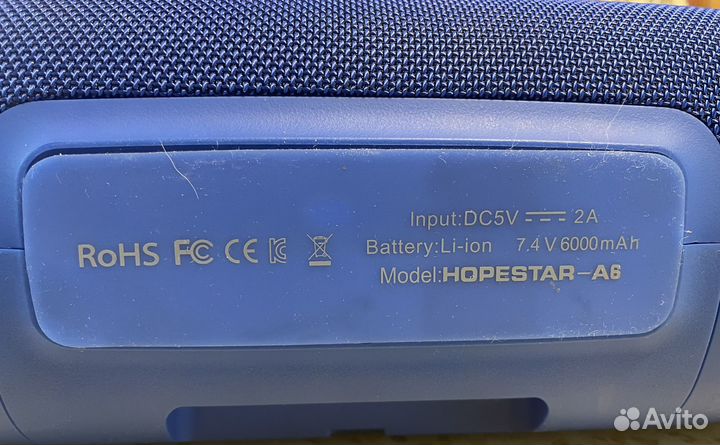 RoHS FC CE
Input:DC5V 2A
Battery:Li-ion 7.4V 6000mAh
Model:HOPESTAR-A6
Avito